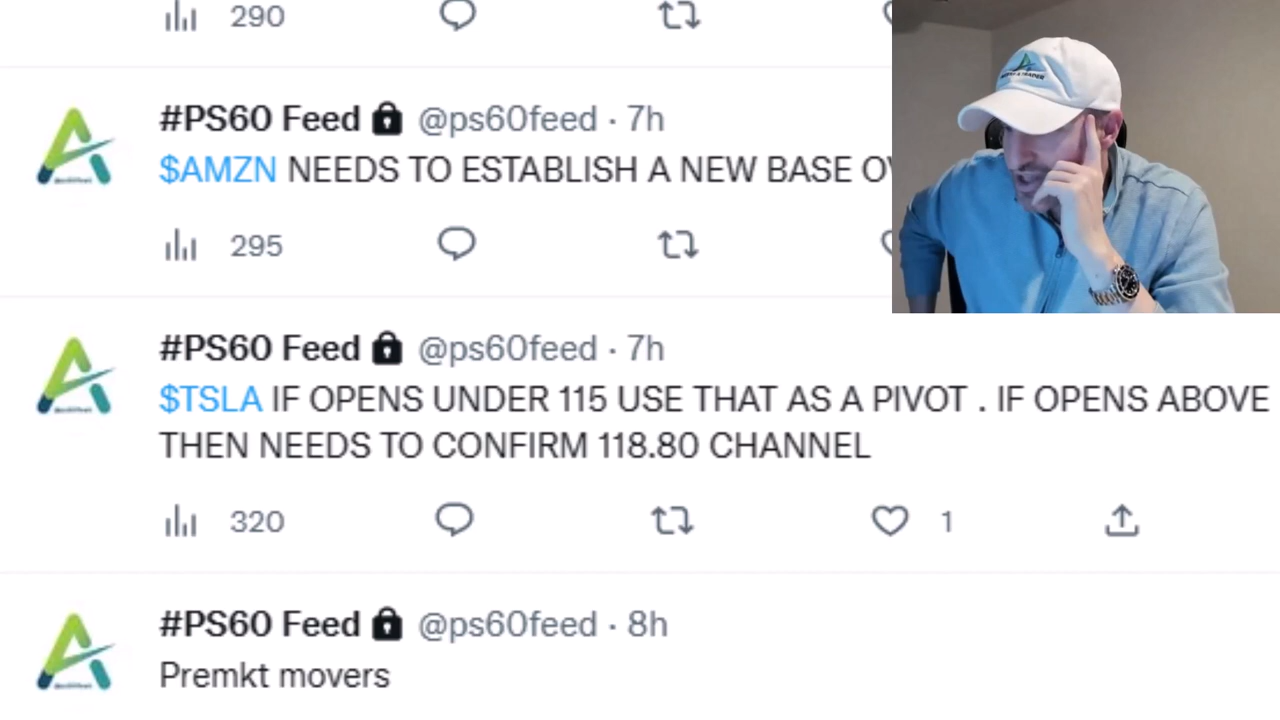 290
#PS60 Feed @ps60feed · 7h
$AMZN NEEDS TO ESTABLISH A NEW BASE
295
#PS60 Feed @ps60feed · 7h
$TSLA IF OPENS UNDER 115 USE THAT AS A PIVOT . IF OPENS ABOVE
THEN NEEDS TO CONFIRM 118.80 CHANNEL
320
1
#PS60 Feed @ps60feed · 8h
Premkt movers